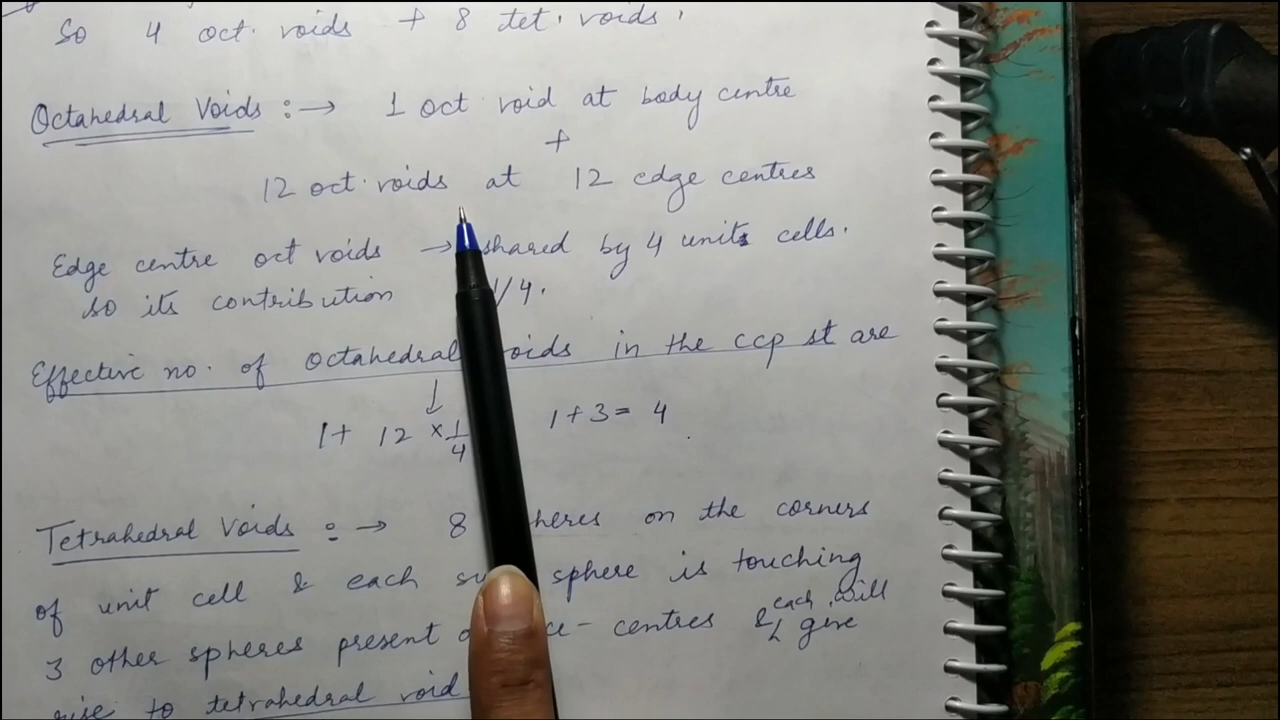 So 4 oct. voids + 8 tet. voids.
Octahedral Voids :→ 1 oct void at body centre
+
12 oct. voids at 12 edge centres
Edge centre oct voids → shared by 4 units cells.
so its contribution 1/4.
Effective no. of Octahedral voids in the ccp st are
↓
1 + 12 × 1/4 1+3 = 4
Tetrahedral Voids :→ 8 spheres on the corners
of unit cell & each such sphere is touching
3 other spheres present face-centres & each will give
rise to tetrahedral void